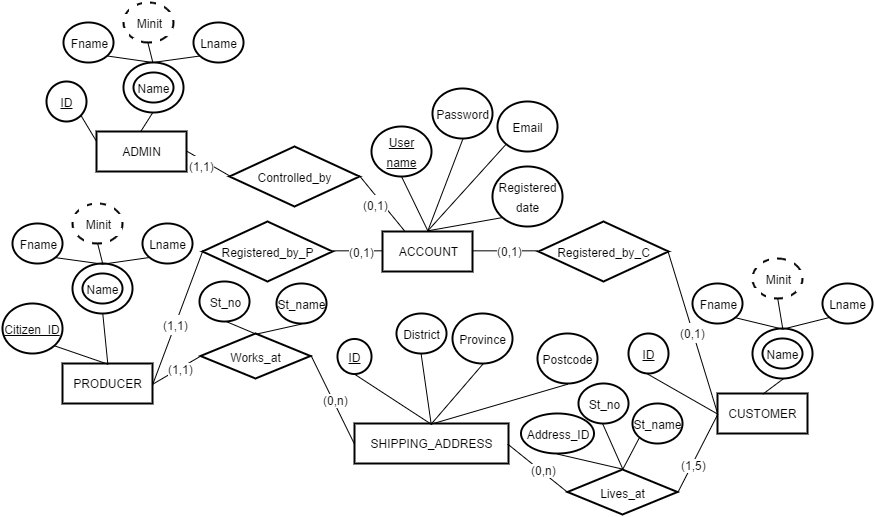 Minit
Fname
Lname
Name
ID
ADMIN
(1,1)
Controlled_by
(0,1)
User
name
Password
Email
Registered
date
ACCOUNT
Minit
Fname
Lname
Name
Citizen_ID
PRODUCER
(1,1)
Registered_by_P
(0,1)
(0,1)
Registered_by_C
(0,1)
St_no
St_name
Works_at
(1,1)
(0,n)
ID
District
Province
Postcode
SHIPPING_ADDRESS
(0,n)
Address_ID
St_no
St_name
Lives_at
(1,5)
Minit
Fname
Lname
Name
ID
CUSTOMER